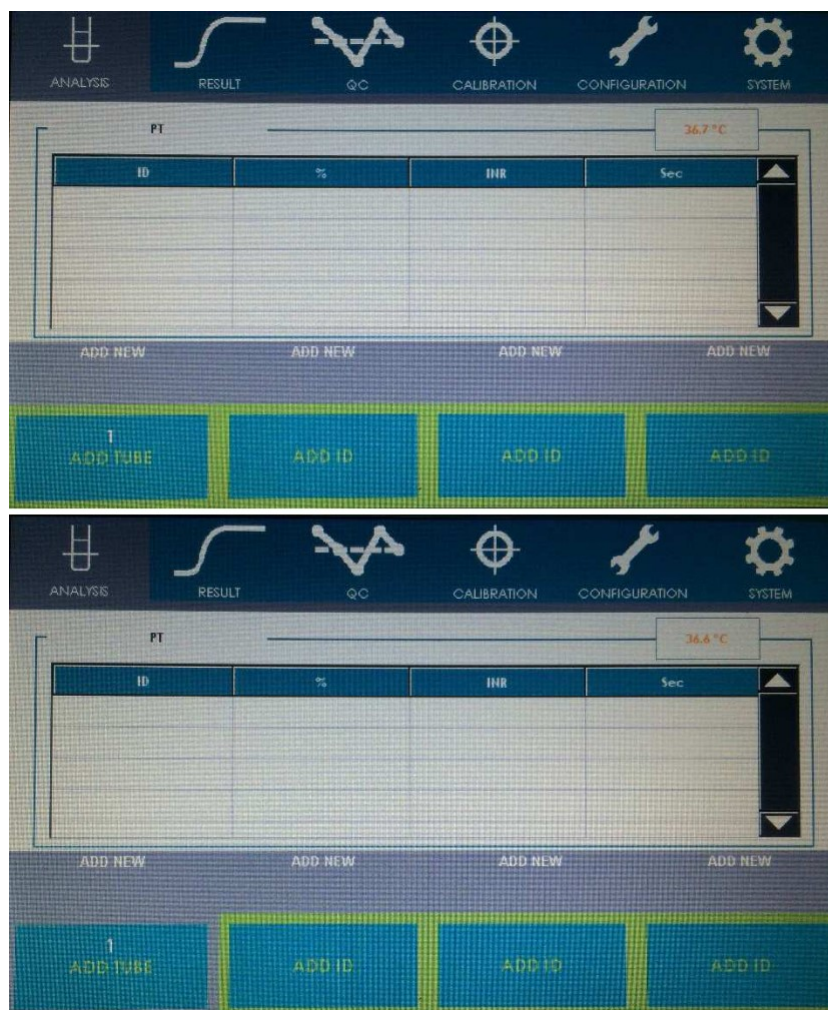 ANALYSIS RESULT QC CALIBRATION CONFIGURATION SYSTEM
PT 36.7 °C
ID % INR Sec
ADD NEW ADD NEW ADD NEW ADD NEW
1
ADD TUBE ADD ID ADD ID ADD ID
ANALYSIS RESULT QC CALIBRATION CONFIGURATION SYSTEM
PT 36.6 °C
ID % INR Sec
ADD NEW ADD NEW ADD NEW ADD NEW
1
ADD TUBE ADD ID ADD ID ADD ID